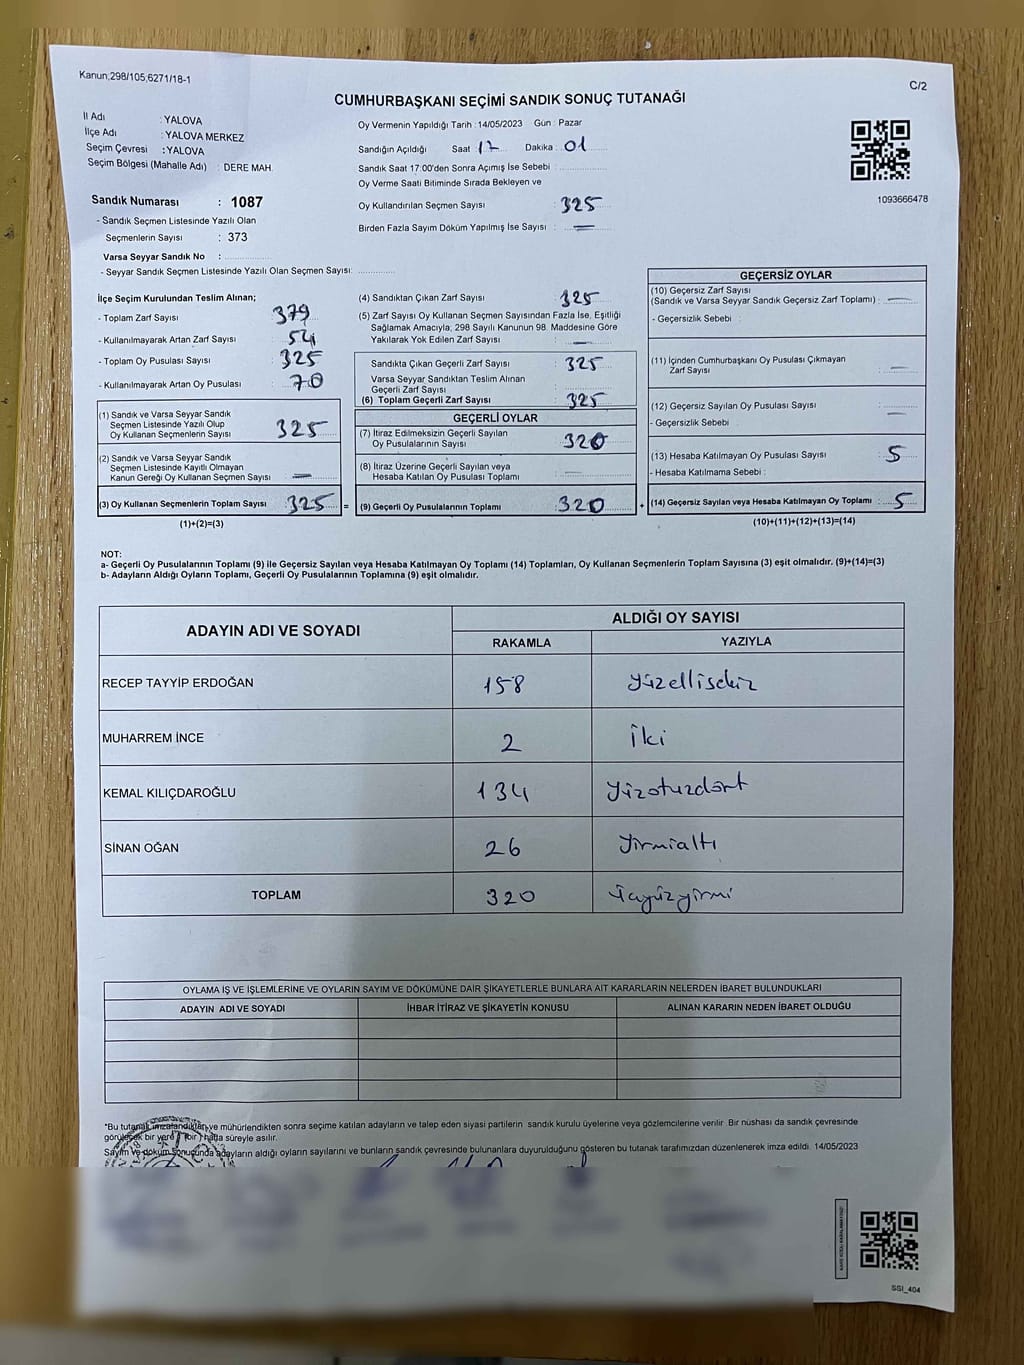 Kanun;298/105,6271/18-1
C/2
CUMHURBAŞKANI SEÇİMİ SANDIK SONUÇ TUTANAĞI
İl Adı : YALOVA
İlçe Adı : YALOVA MERKEZ
Seçim Çevresi : YALOVA
Seçim Bölgesi (Mahalle Adı) : DERE MAH.
Sandık Numarası : 1087
- Sandık Seçmen Listesinde Yazılı Olan
Seçmenlerin Sayısı : 373
Varsa Seyyar Sandık No :
- Seyyar Sandık Seçmen Listesinde Yazılı Olan Seçmen Sayısı:
Oy Vermenin Yapıldığı Tarih : 14/05/2023 Gün : Pazar
Sandığın Açıldığı Saat 17 Dakika : 01
Sandık Saat 17:00'den Sonra Açımış İse Sebebi :
Oy Verme Saati Bitiminde Sırada Bekleyen ve
Oy Kullandırılan Seçmen Sayısı : 325
Birden Fazla Sayım Döküm Yapılmış İse Sayısı : —
1093666478
İlçe Seçim Kurulundan Teslim Alınan;
- Toplam Zarf Sayısı 379
- Kullanılmayarak Artan Zarf Sayısı 54
- Toplam Oy Pusulası Sayısı 325
- Kullanılmayarak Artan Oy Pusulası : 70
(1) Sandık ve Varsa Seyyar Sandık
Seçmen Listesinde Yazılı Olup
Oy Kullanan Seçmenlerin Sayısı 325
(2) Sandık ve Varsa Seyyar Sandık
Seçmen Listesinde Kayıtlı Olmayan
Kanun Gereği Oy Kullanan Seçmen Sayısı —
(3) Oy Kullanan Seçmenlerin Toplam Sayısı 325 =
(1)+(2)=(3)
(4) Sandıktan Çıkan Zarf Sayısı 325
(5) Zarf Sayısı Oy Kullanan Seçmen Sayısından Fazla İse, Eşitliği
Sağlamak Amacıyla; 298 Sayılı Kanunun 98. Maddesine Göre
Yakılarak Yok Edilen Zarf Sayısı —
Sandıkta Çıkan Geçerli Zarf Sayısı : 325
Varsa Seyyar Sandıktan Teslim Alınan
Geçerli Zarf Sayısı
(6) Toplam Geçerli Zarf Sayısı 325
GEÇERLİ OYLAR
(7) İtiraz Edilmeksizin Geçerli Sayılan
Oy Pusulalarının Sayısı 320
(8) İtiraz Üzerine Geçerli Sayılan veya
Hesaba Katılan Oy Pusulası Toplamı —
(9) Geçerli Oy Pusulalarının Toplamı :320 +
GEÇERSİZ OYLAR
(10) Geçersiz Zarf Sayısı
(Sandık ve Varsa Seyyar Sandık Geçersiz Zarf Toplamı) : —
- Geçersizlik Sebebi :
(11) İçinden Cumhurbaşkanı Oy Pusulası Çıkmayan
Zarf Sayısı : —
(12) Geçersiz Sayılan Oy Pusulası Sayısı : —
- Geçersizlik Sebebi :
(13) Hesaba Katılmayan Oy Pusulası Sayısı : 5
- Hesaba Katılmama Sebebi :
(14) Geçersiz Sayılan veya Hesaba Katılmayan Oy Toplamı : 5
(10)+(11)+(12)+(13)=(14)
NOT:
a- Geçerli Oy Pusulalarının Toplamı (9) ile Geçersiz Sayılan veya Hesaba Katılmayan Oy Toplamı (14) Toplamları, Oy Kullanan Seçmenlerin Toplam Sayısına (3) eşit olmalıdır. (9)+(14)=(3)
b- Adayların Aldığı Oyların Toplamı, Geçerli Oy Pusulalarının Toplamına (9) eşit olmalıdır.
ADAYIN ADI VE SOYADI ALDIĞI OY SAYISI
RAKAMLA YAZIYLA
RECEP TAYYİP ERDOĞAN 158 yüzellisekiz
MUHARREM İNCE 2 iki
KEMAL KILIÇDAROĞLU 134 yüzotuzdört
SİNAN OĞAN 26 yirmialtı
TOPLAM 320 üçyüzyirmi
OYLAMA İŞ VE İŞLEMLERİNE VE OYLARIN SAYIM VE DÖKÜMÜNE DAİR ŞİKAYETLERLE BUNLARA AİT KARARLARIN NELERDEN İBARET BULUNDUKLARI
ADAYIN ADI VE SOYADI İHBAR İTİRAZ VE ŞİKAYETİN KONUSU ALINAN KARARIN NEDEN İBARET OLDUĞU
*Bu tutanak imzalandıktan ve mühürlendikten sonra seçime katılan adayların ve talep eden siyasi partilerin sandık kurulu üyelerine veya gözlemcilerine verilir. Bir nüshası da sandık çevresinde
görülecek bir yere 1 (bir) hafta süreyle asılır.
Sayım ve döküm sonucunda adayların aldığı oyların sayılarını ve bunların sandık çevresinde bulunanlara duyurulduğunu gösteren bu tutanak tarafımızdan düzenlenerek imza edildi. 14/05/2023
SSI_404